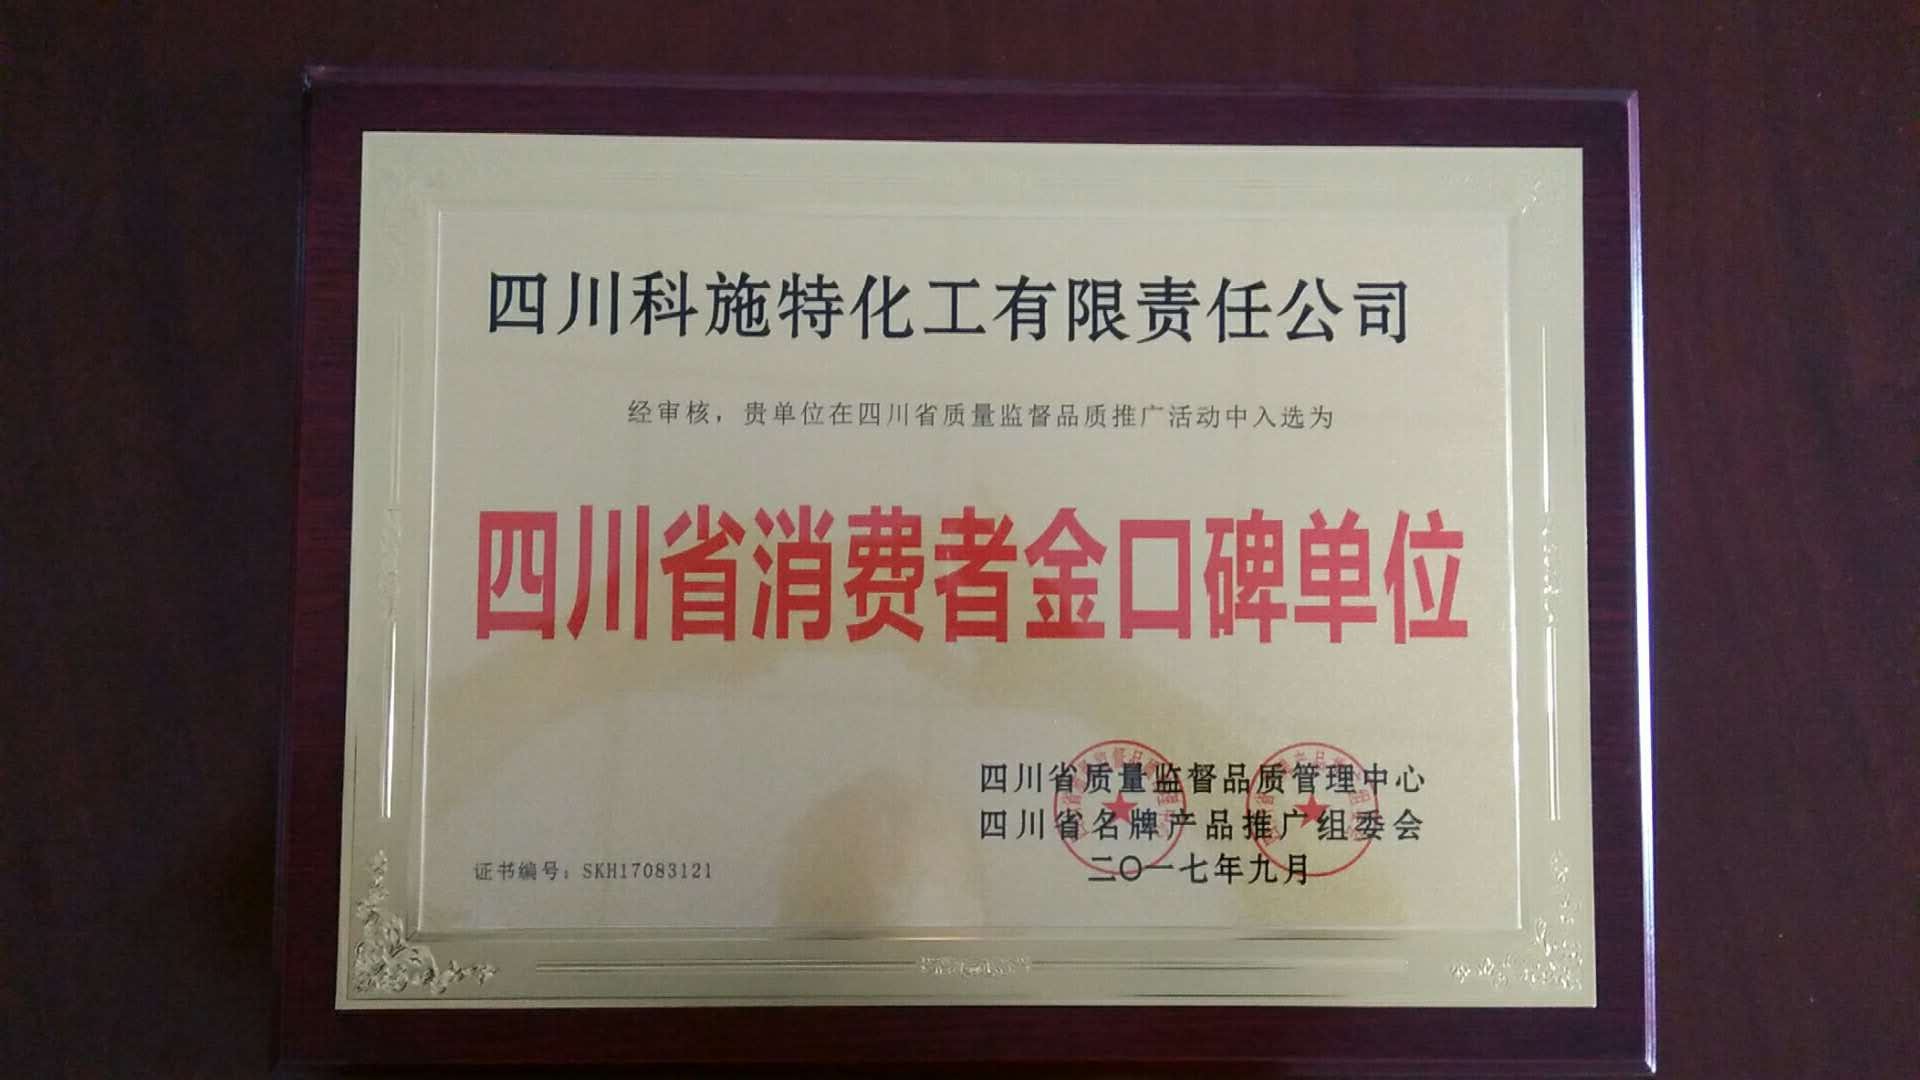 四川科施特化工有限责任公司
经审核，贵单位在四川省质量监督品质推广活动中入选为
四川省消费者金口碑单位
四川省质量监督品质管理中心
四川省名牌产品推广组委会
二〇一七年九月
证书编号：SKH17083121